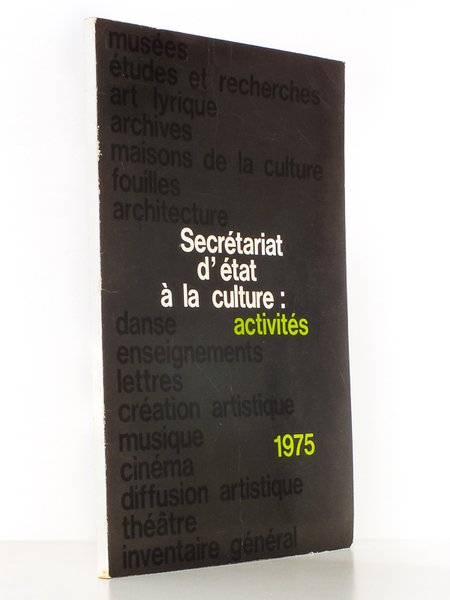 musées
études et recherches
art lyrique
archives
maisons de la culture
fouilles
architecture
Secrétariat
d'état
à la culture :
danse activités
enseignements
lettres
création artistique
musique 1975
cinéma
diffusion artistique
théâtre
inventaire général